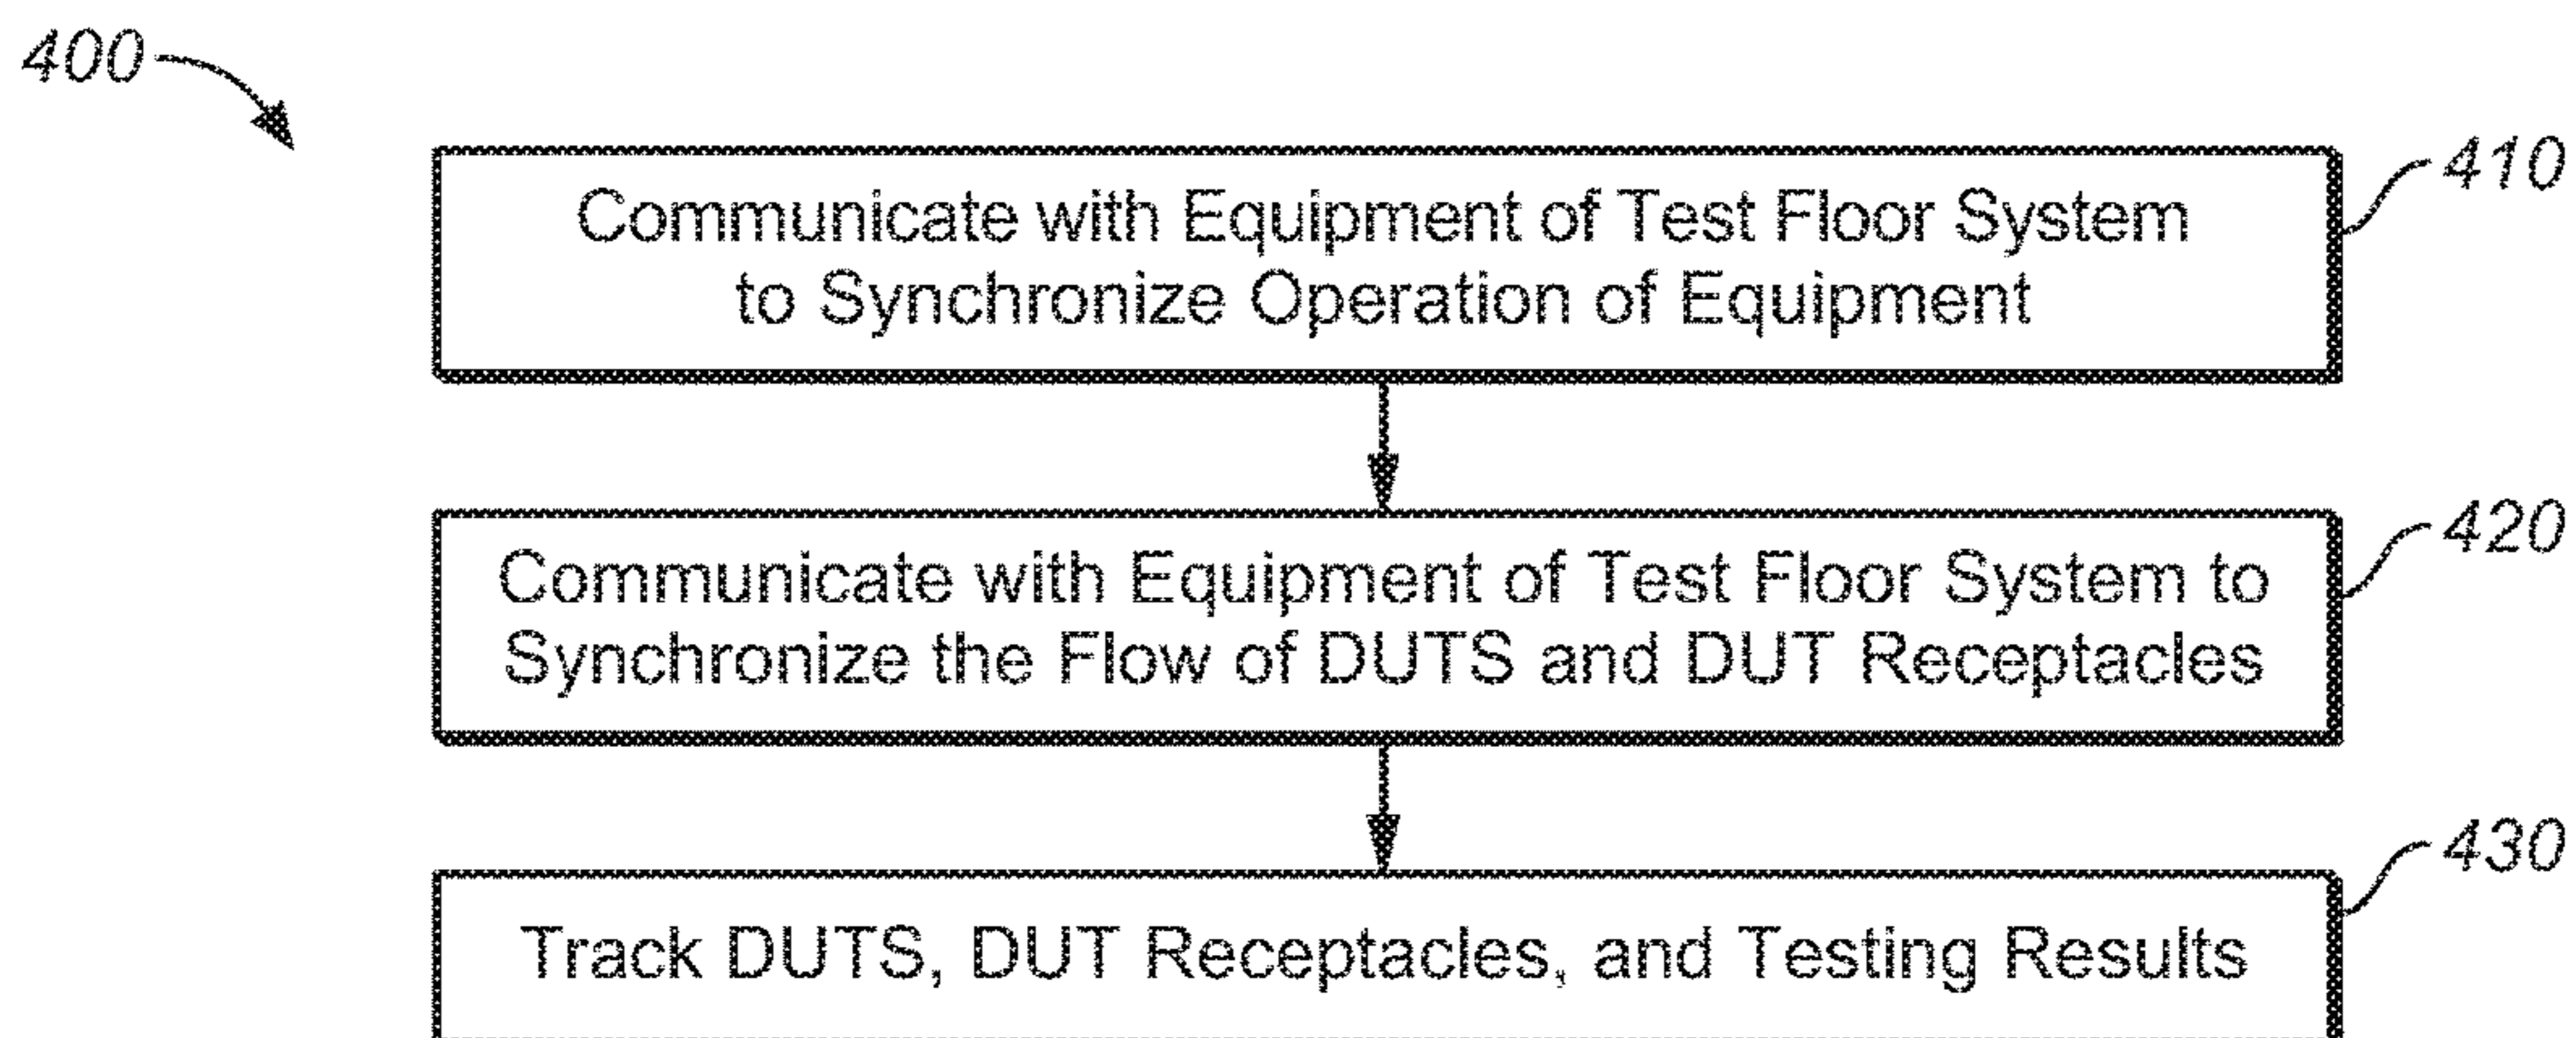 400
410
Communicate with Equipment of Test Floor System
to Synchronize Operation of Equipment
420
Communicate with Equipment of Test Floor System to
Synchronize the Flow of DUTS and DUT Receptacles
430
Track DUTS, DUT Receptacles, and Testing Results